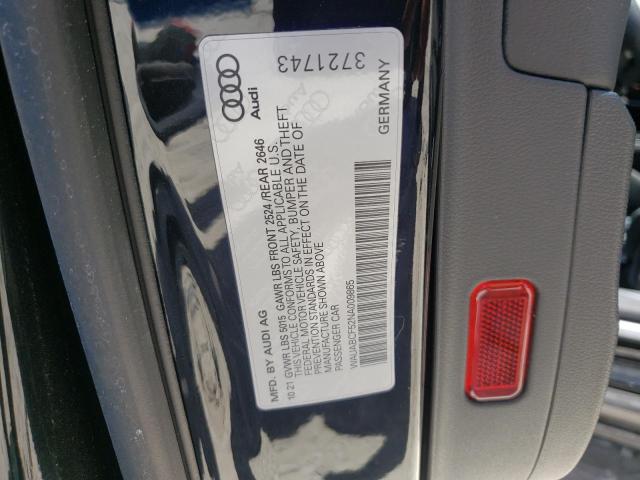 Audi
3721743
GERMANY
MFD. BY AUDI AG
10 21 GVWR LBS 5015 GAWR LBS FRONT 2524 /REAR 2646
THIS VEHICLE CONFORMS TO ALL APPLICABLE U.S.
FEDERAL MOTOR VEHICLE SAFETY, BUMPER AND THEFT
PREVENTION STANDARDS IN EFFECT ON THE DATE OF
MANUFACTURE SHOWN ABOVE
PASSENGER CAR
WAUABCF52NA009865